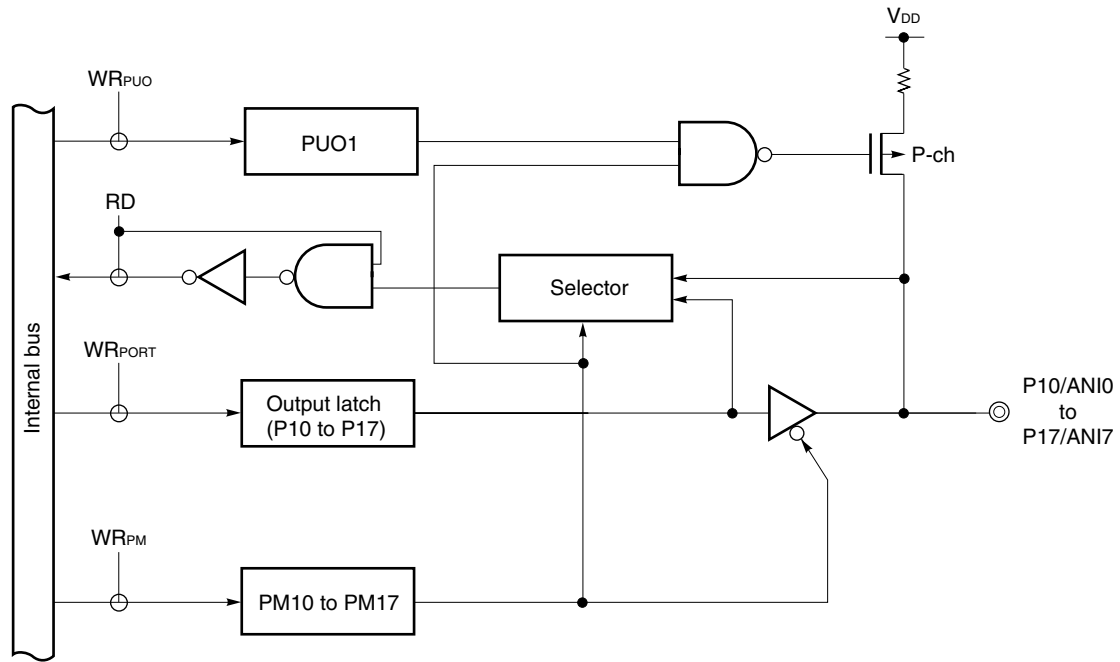 VDD
WRPUO
PUO1
P-ch
RD
Selector
Internal bus
WRPORT
Output latch
(P10 to P17)
P10/ANI0
to
P17/ANI7
WRPM
PM10 to PM17